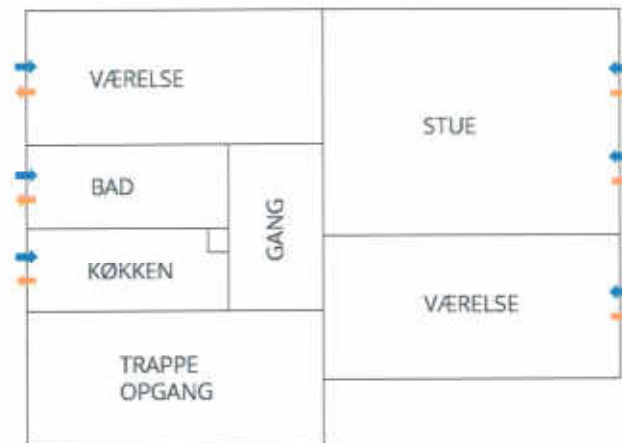 VÆRELSE
STUE
BAD
GANG
KØKKEN
VÆRELSE
TRAPPE
OPGANG